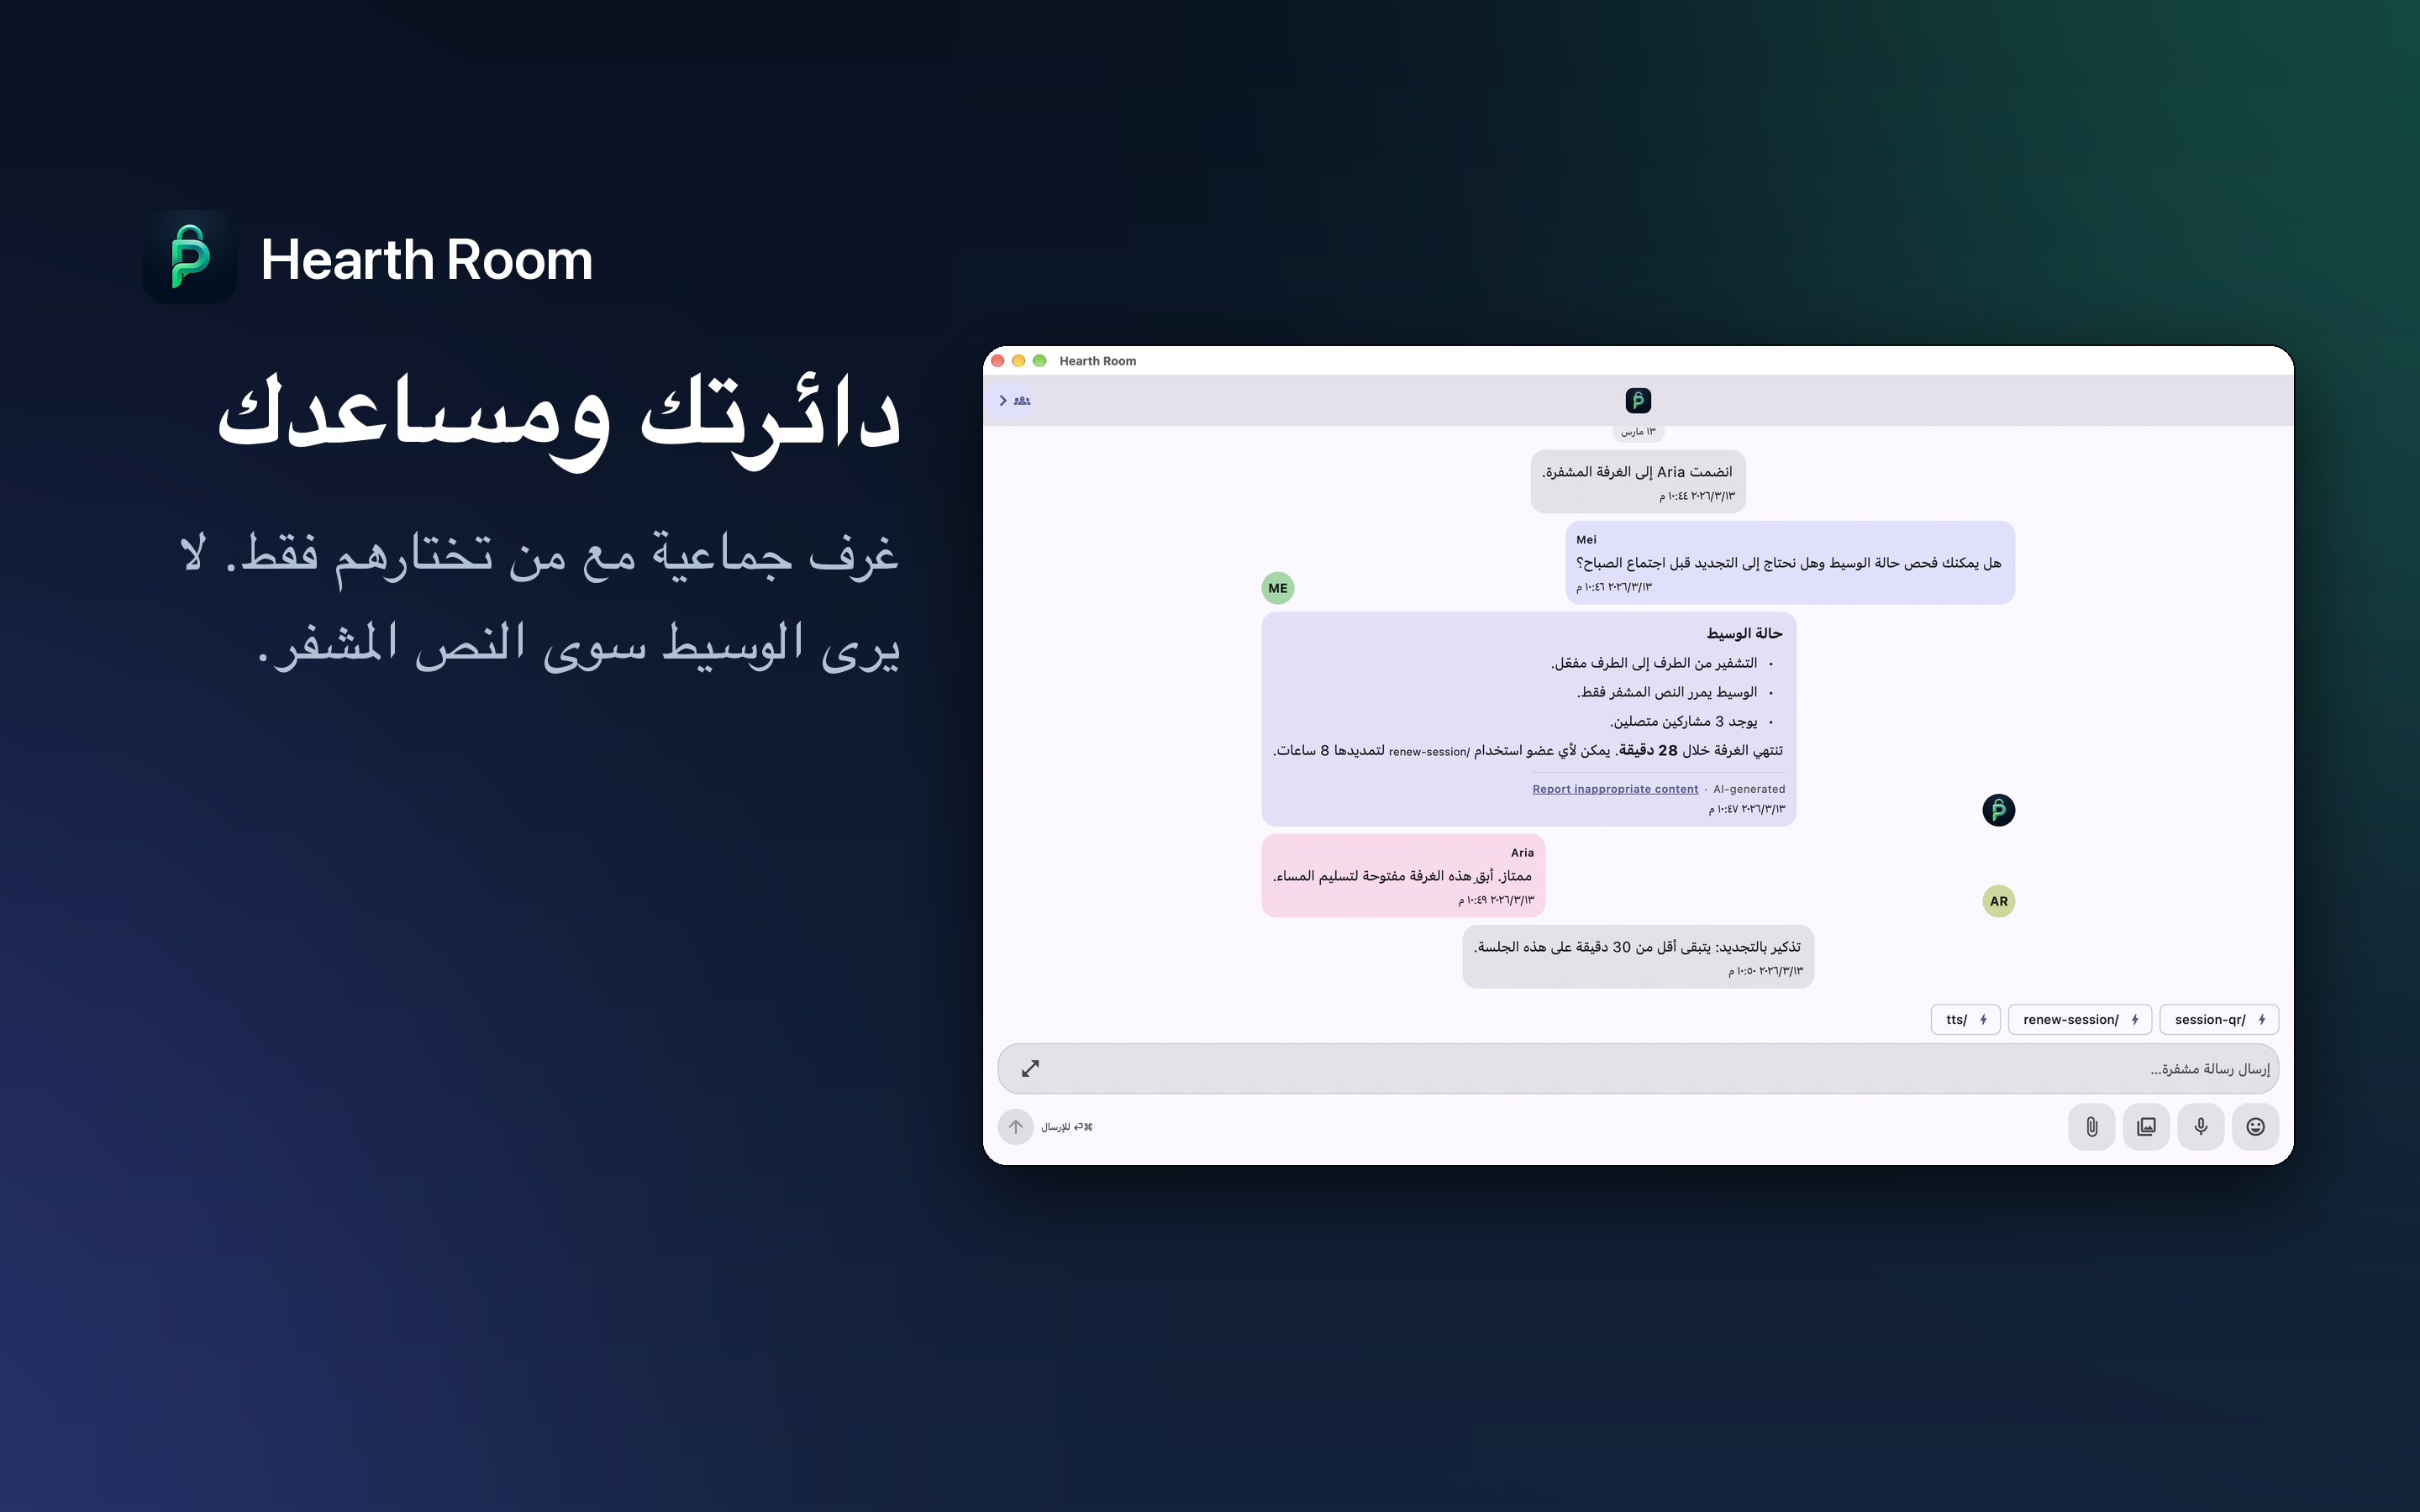 Hearth Room
دائرتك ومساعدك
غرف جماعية مع من تختارهم فقط. لا
يرى الوسيط سوى النص المشفر.
Hearth Room
١٣ مارس
انضمت Aria إلى الغرفة المشفرة.
٢٠٢٦/٣/١٣ ١٠:٤٤ م
Mei
هل يمكنك فحص حالة الوسيط وهل نحتاج إلى التجديد قبل اجتماع الصباح؟
٢٠٢٦/٣/١٣ ١٠:٤٦ م
ME
حالة الوسيط
• التشفير من الطرف إلى الطرف مفعّل.
• الوسيط يمرر النص المشفر فقط.
• يوجد 3 مشاركين متصلين.
تنتهي الغرفة خلال 28 دقيقة. يمكن لأي عضو استخدام /renew-session لتمديدها 8 ساعات.
Report inappropriate content · AI-generated
٢٠٢٦/٣/١٣ ١٠:٤٧ م
Aria
ممتاز. أبقِ هذه الغرفة مفتوحة لتسليم المساء.
٢٠٢٦/٣/١٣ ١٠:٤٩ م
AR
تذكير بالتجديد: يتبقى أقل من 30 دقيقة على هذه الجلسة.
٢٠٢٦/٣/١٣ ١٠:٥٠ م
session-qr/ renew-session/ tts/
إرسال رسالة مشفرة...
⌘⏎ للإرسال